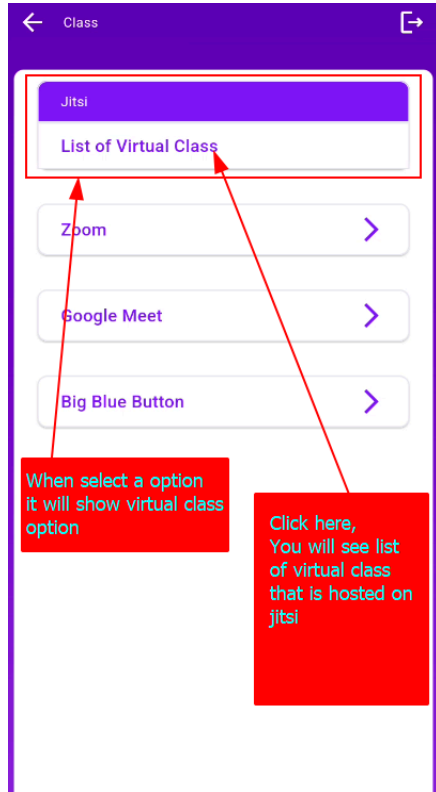 Class
Jitsi
List of Virtual Class
Zoom
Google Meet
Big Blue Button
When select a option
it will show virtual class
option
Click here,
You will see list
of virtual class
that is hosted on
jitsi